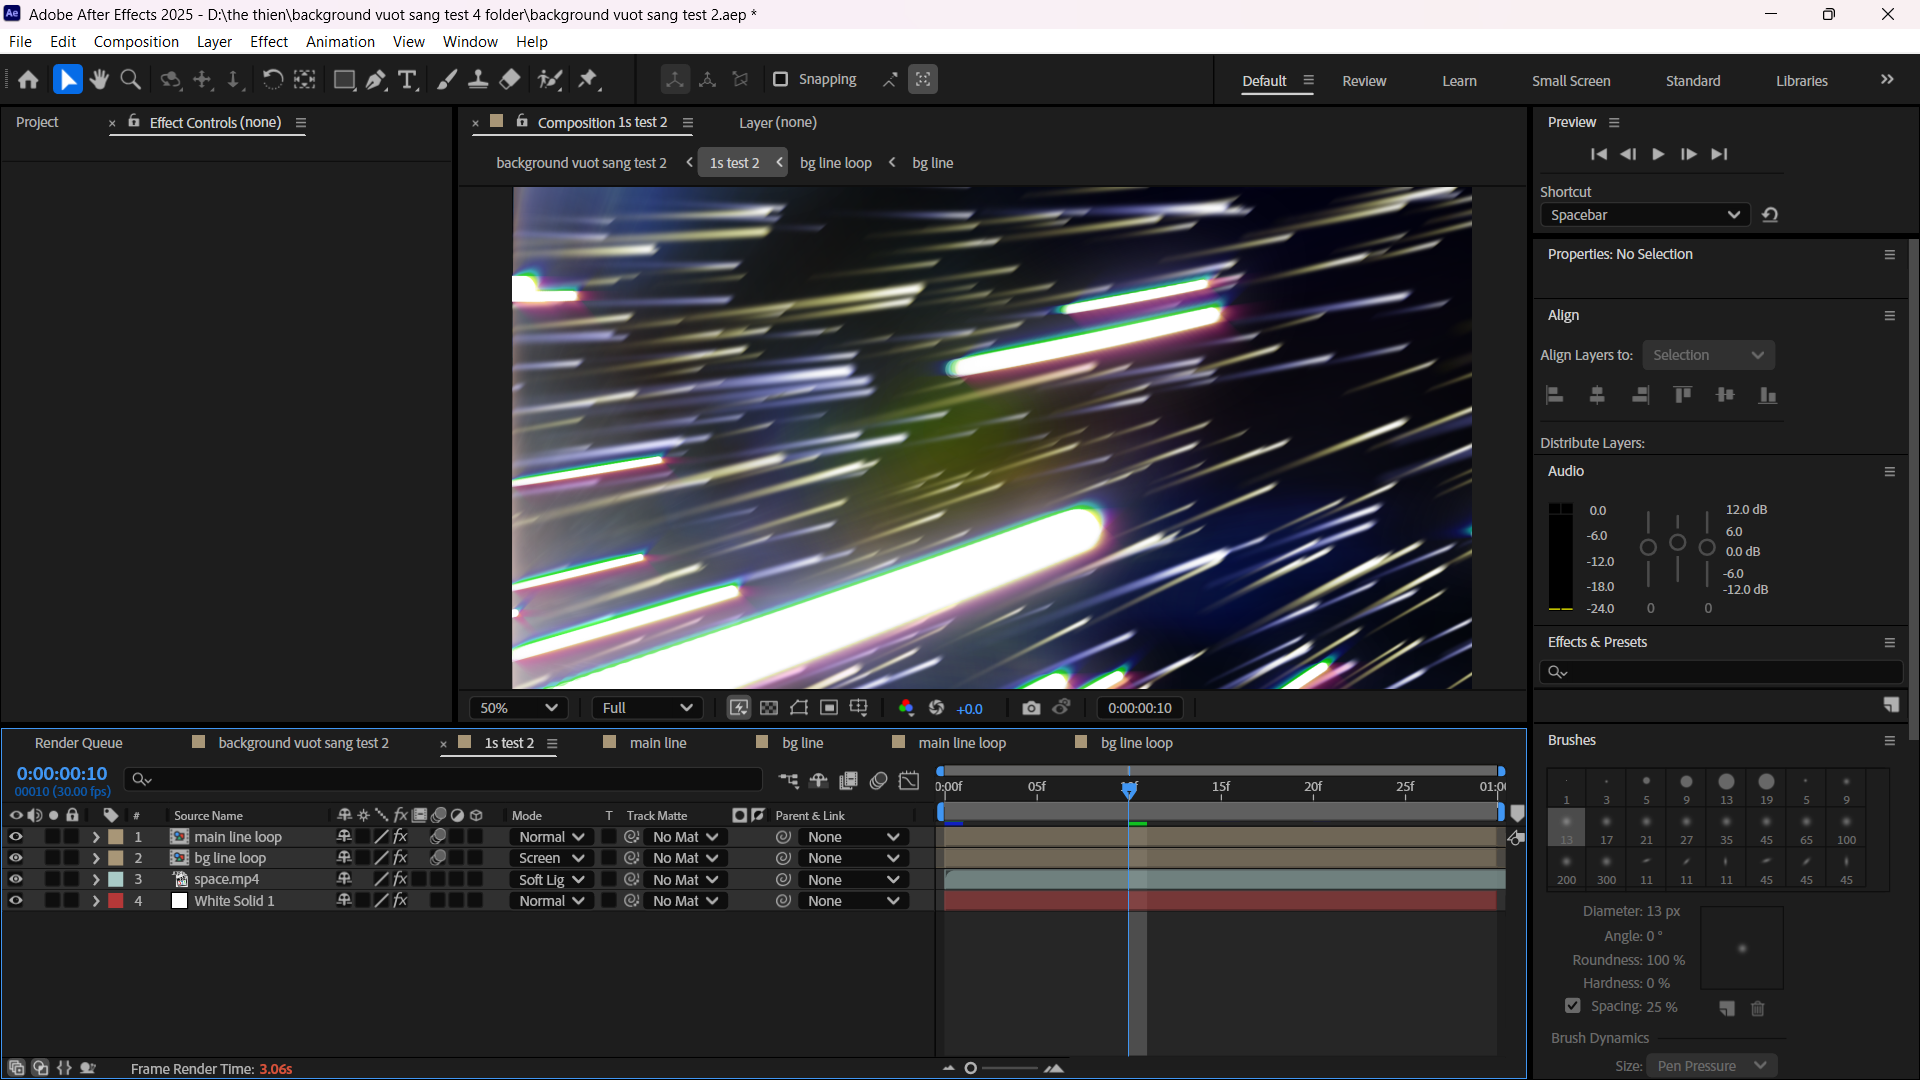 Adobe After Effects 2025 - D:\the thien\background vuot sang test 4 folder\background vuot sang test 2.aep *
File Edit Composition Layer Effect Animation View Window Help
Snapping
Default Review Learn Small Screen Standard Libraries
Project
Effect Controls (none)
Composition 1s test 2
Layer (none)
background vuot sang test 2 1s test 2 bg line loop bg line
50% Full +0.0 0:00:00:10
Preview
Shortcut
Spacebar
Properties: No Selection
Align
Align Layers to: Selection
Distribute Layers:
Audio
0.0 12.0 dB
-6.0 6.0
-12.0 0.0 dB
-18.0 -6.0
-24.0 -12.0 dB
0 0
Effects & Presets
Render Queue background vuot sang test 2 1s test 2 main line bg line main line loop bg line loop
0:00:00:10
00010 (30.00 fps)
0:00f 05f 10f 15f 20f 25f 01:0
# Source Name Mode T Track Matte Parent & Link
1 main line loop Normal No Mat None
2 bg line loop Screen No Mat None
3 space.mp4 Soft Lig No Mat None
4 White Solid 1 Normal No Mat None
Frame Render Time: 3.06s
Brushes
1 3 5 9 13 19 5 9
13 17 21 27 35 45 65 100
200 300 11 11 11 45 45 45
Diameter: 13 px
Angle: 0 °
Roundness: 100 %
Hardness: 0 %
Spacing: 25 %
Brush Dynamics
Size: Pen Pressure